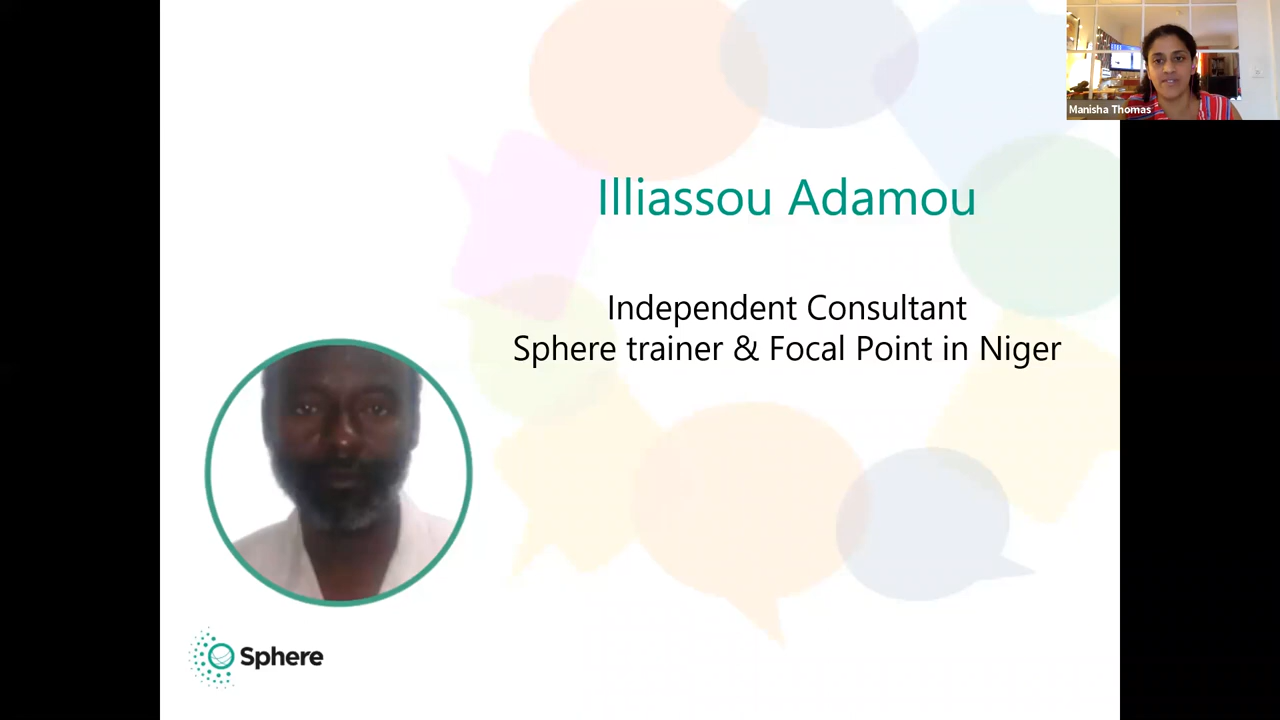 Manisha Thomas
Illiassou Adamou
Independent Consultant
Sphere trainer & Focal Point in Niger
Sphere